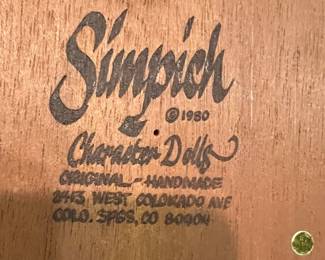 Simpich
© 1980
Character Dolls
ORIGINAL - HANDMADE
2413 WEST COLORADO AVE
COLO. SPGS, CO 80904